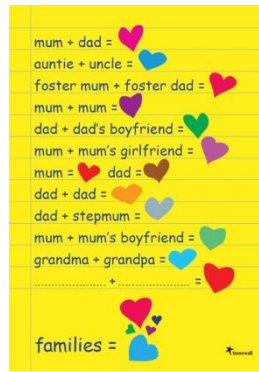 mum + dad =
auntie + uncle =
foster mum + foster dad =
mum + mum =
dad + dad's boyfriend =
mum + mum's girlfriend =
mum = dad =
dad + dad =
dad + stepmum =
mum + mum's boyfriend =
grandma + grandpa =
.................... + .................... =
families =
Stonewall